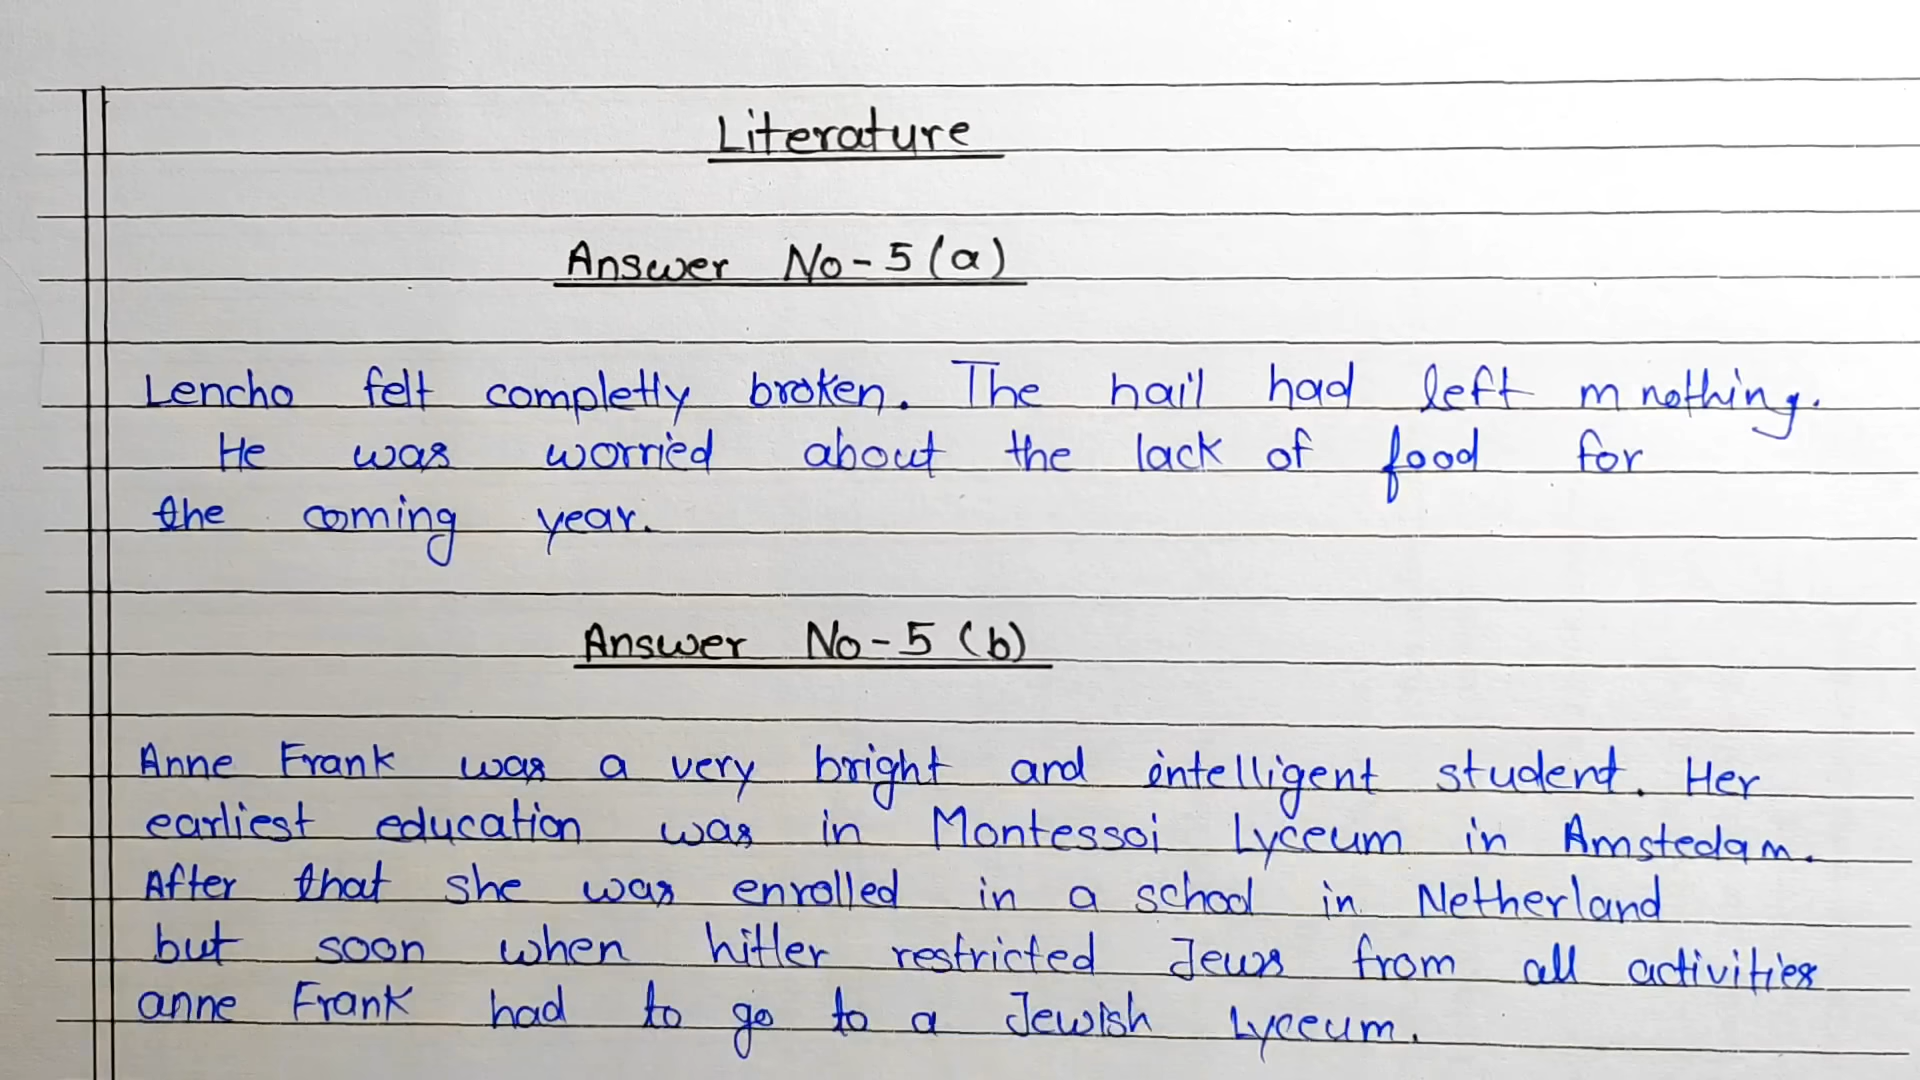 Literature
Answer No-5(a)
Lencho felt completly broken. The hail had left m nothing.
He was worried about the lack of food for
the coming year.
Answer No-5 (b)
Anne Frank was a very bright and intelligent student. Her
earliest education was in Montessoi Lyceum in Amstedam.
After that she was enrolled in a school in Netherland
but soon when hitler restricted Jews from all activities
anne Frank had to go to a Jewish Lyceum.